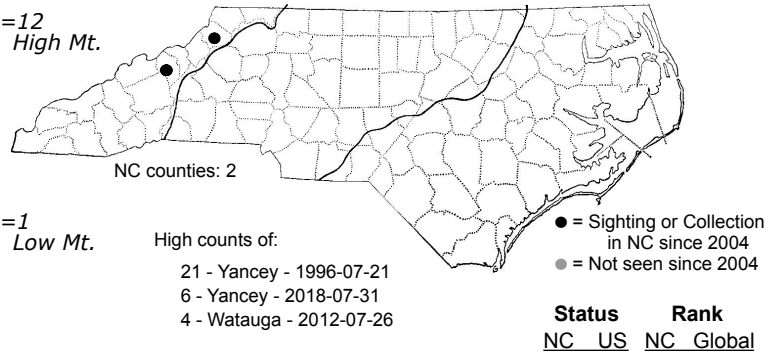 =12
High Mt.
NC counties: 2
=1
Low Mt.
High counts of:
21 - Yancey - 1996-07-21
6 - Yancey - 2018-07-31
4 - Watauga - 2012-07-26
● = Sighting or Collection
in NC since 2004
● = Not seen since 2004
Status Rank
NC US NC Global